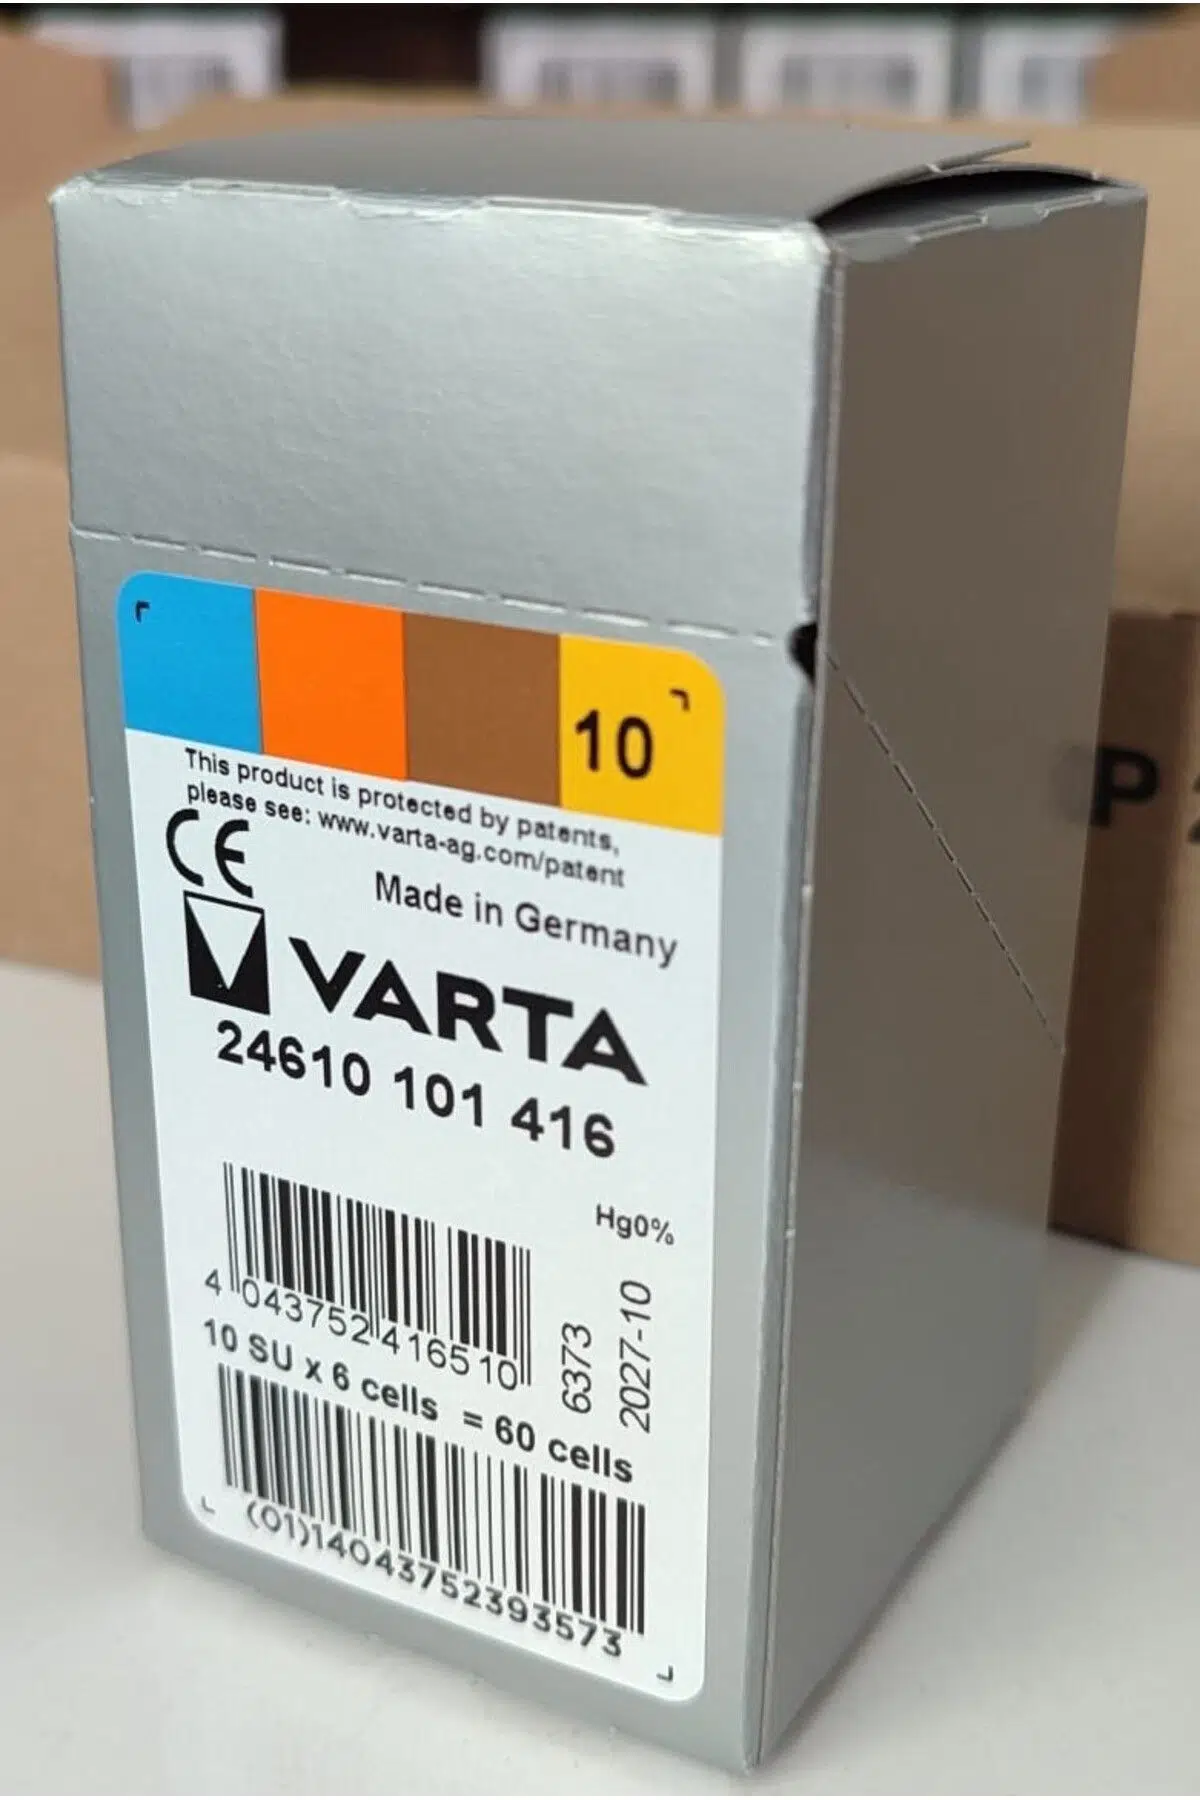 10
This product is protected by patents,
please see: www.varta-ag.com/patent
CE
Made in Germany
VARTA
24610 101 416
Hg0%
4 043752 416510
6373
2027-10
10 SU x 6 cells = 60 cells
(01)14043752393573
P